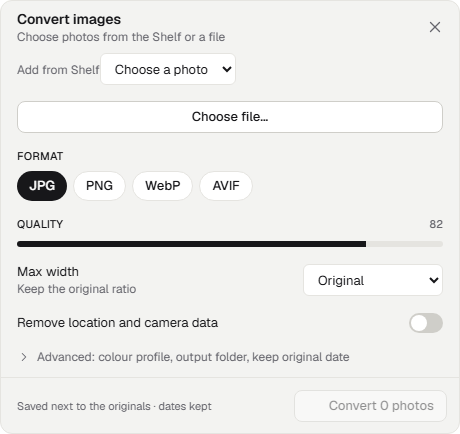 Convert images
Choose photos from the Shelf or a file
Add from Shelf Choose a photo
Choose file...
FORMAT
JPG PNG WebP AVIF
QUALITY 82
Max width
Original
Keep the original ratio
Remove location and camera data
Advanced: colour profile, output folder, keep original date
Saved next to the originals · dates kept
Convert 0 photos